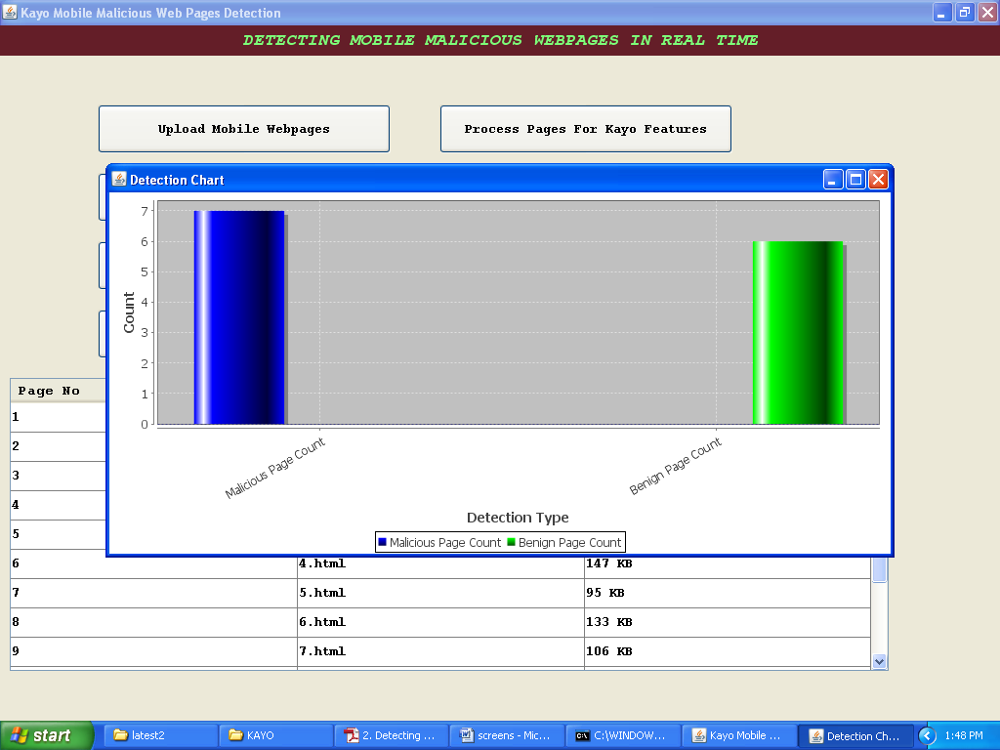 Kayo Mobile Malicious Web Pages Detection
DETECTING MOBILE MALICIOUS WEBPAGES IN REAL TIME
Upload Mobile Webpages
Process Pages For Kayo Features
Detection Chart
7
6
5
4
3
2
1
0
Count
Malicious Page Count
Benign Page Count
Detection Type
Malicious Page Count Benign Page Count
Page No
1
2
3
4
5
6 4.html 147 KB
7 5.html 95 KB
8 6.html 133 KB
9 7.html 106 KB
start latest2 KAYO 2. Detecting ... screens - Mic... C:\WINDOW... Kayo Mobile ... Detection Ch... 1:48 PM